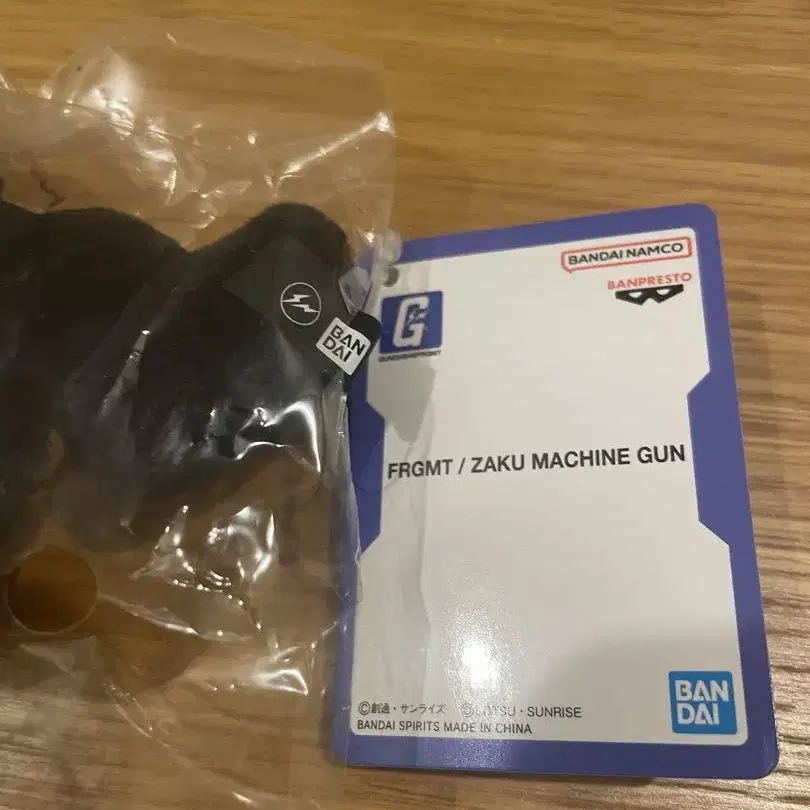 BAN
DAI
BANDAI NAMCO
BANPRESTO
G
FRGMT / ZAKU MACHINE GUN
©創通・サンライズ
SUNRISE
BANDAI SPIRITS MADE IN CHINA
BAN
DAI